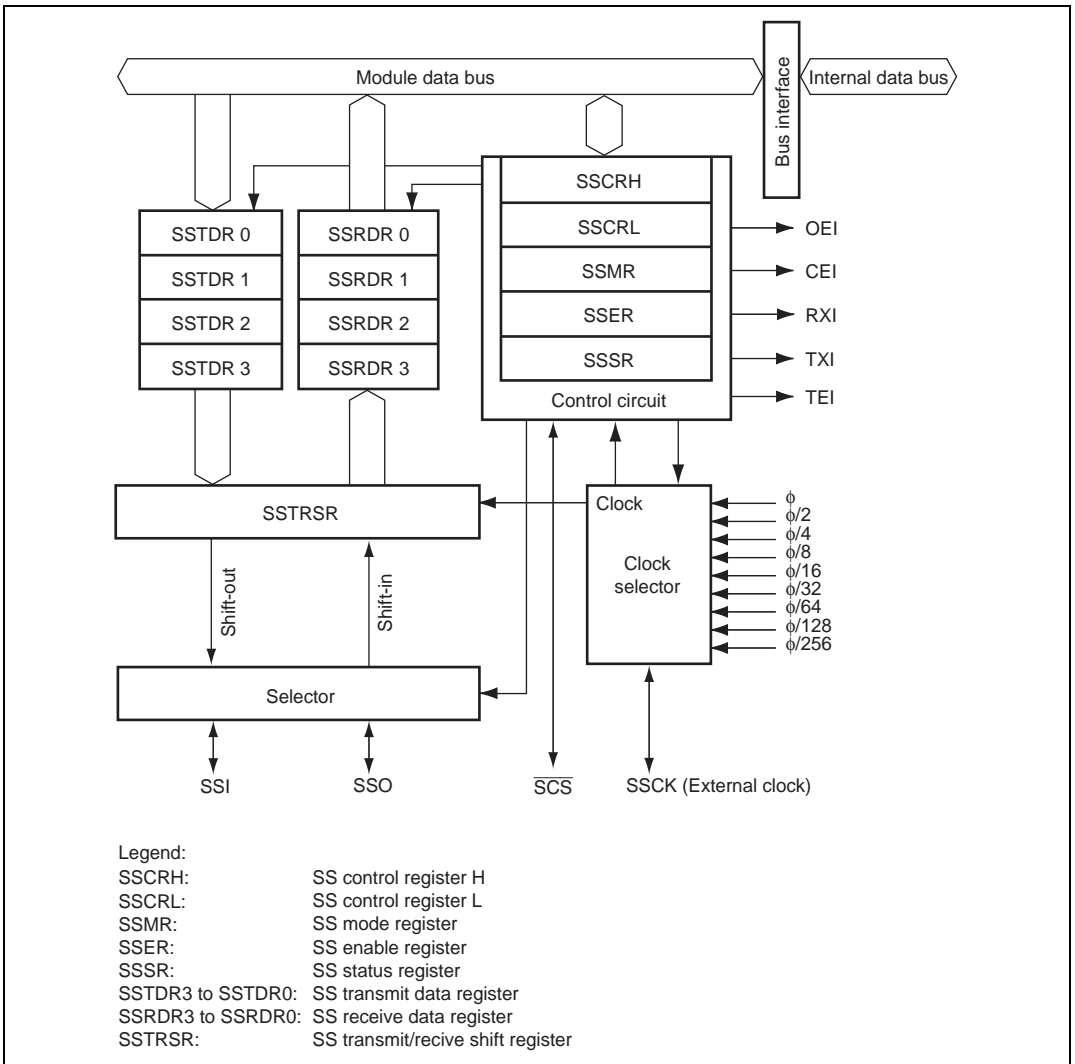 Module data bus
Bus interface
Internal data bus
SSCRH
SSCRL
SSMR
SSER
SSSR
Control circuit
SSTDR 0
SSTDR 1
SSTDR 2
SSTDR 3
SSRDR 0
SSRDR 1
SSRDR 2
SSRDR 3
OEI
CEI
RXI
TXI
TEI
SSTRSR
Clock
Clock
selector
ϕ
ϕ/2
ϕ/4
ϕ/8
ϕ/16
ϕ/32
ϕ/64
ϕ/128
ϕ/256
Shift-out
Shift-in
Selector
SSI
SSO
S̅C̅S̅
SSCK (External clock)
Legend:
SSCRH: SS control register H
SSCRL: SS control register L
SSMR: SS mode register
SSER: SS enable register
SSSR: SS status register
SSTDR3 to SSTDR0: SS transmit data register
SSRDR3 to SSRDR0: SS receive data register
SSTRSR: SS transmit/recive shift register